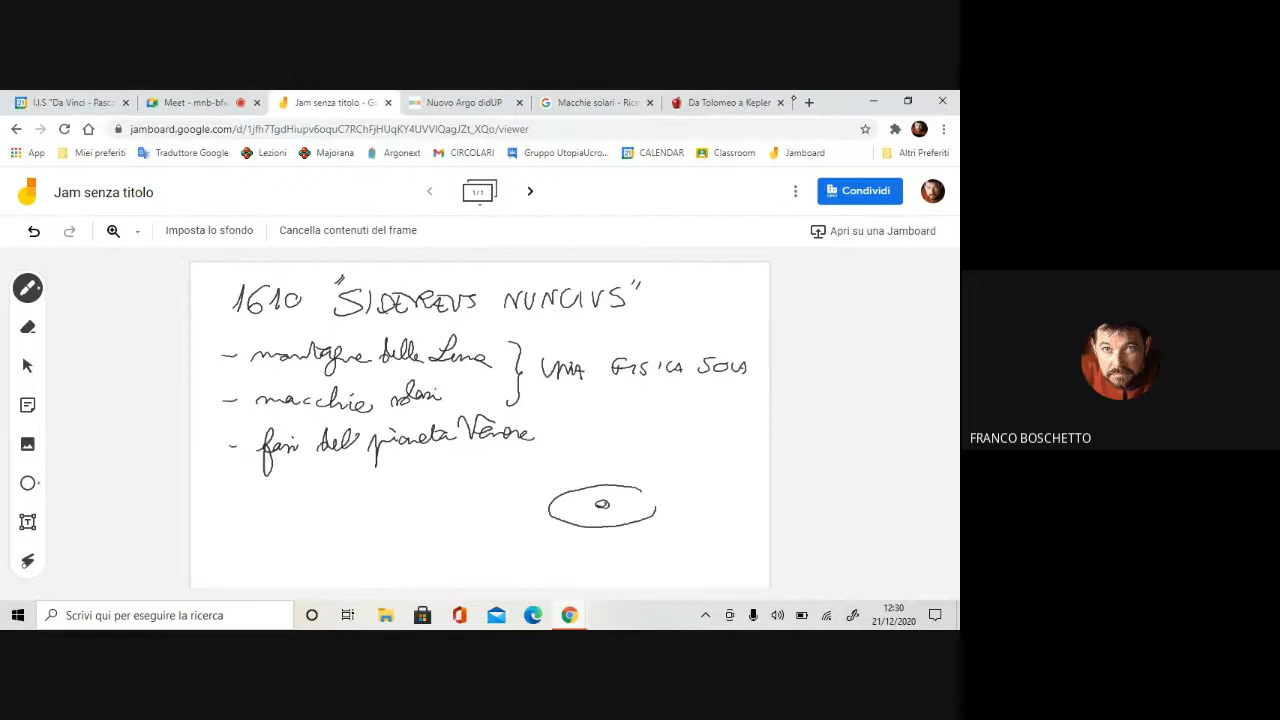 I.I.S "Da Vinci - Pasc
Meet - mnb-bfx
Jam senza titolo - Go
Nuovo Argo didUP
Macchie solari - Rice
Da Tolomeo a Kepler
jamboard.google.com/d/1jfh7TgdHiupv6oquC7RChFjHUqKY4UVVIQagJZt_XQo/viewer
App Miei preferiti Traduttore Google Lezioni Majorana Argonext CIRCOLARI Gruppo UtopiaUcro... CALENDAR Classroom Jamboard Altri Preferiti
Jam senza titolo
1/1
Condividi
Imposta lo sfondo Cancella contenuti del frame
Apri su una Jamboard
1610 "SIDEREUS NUNCIUS"
- montagne della Luna
- macchie solari
} UNA FISICA SOLA
- fasi del pianeta Venere
FRANCO BOSCHETTO
Scrivi qui per eseguire la ricerca
12:30
21/12/2020